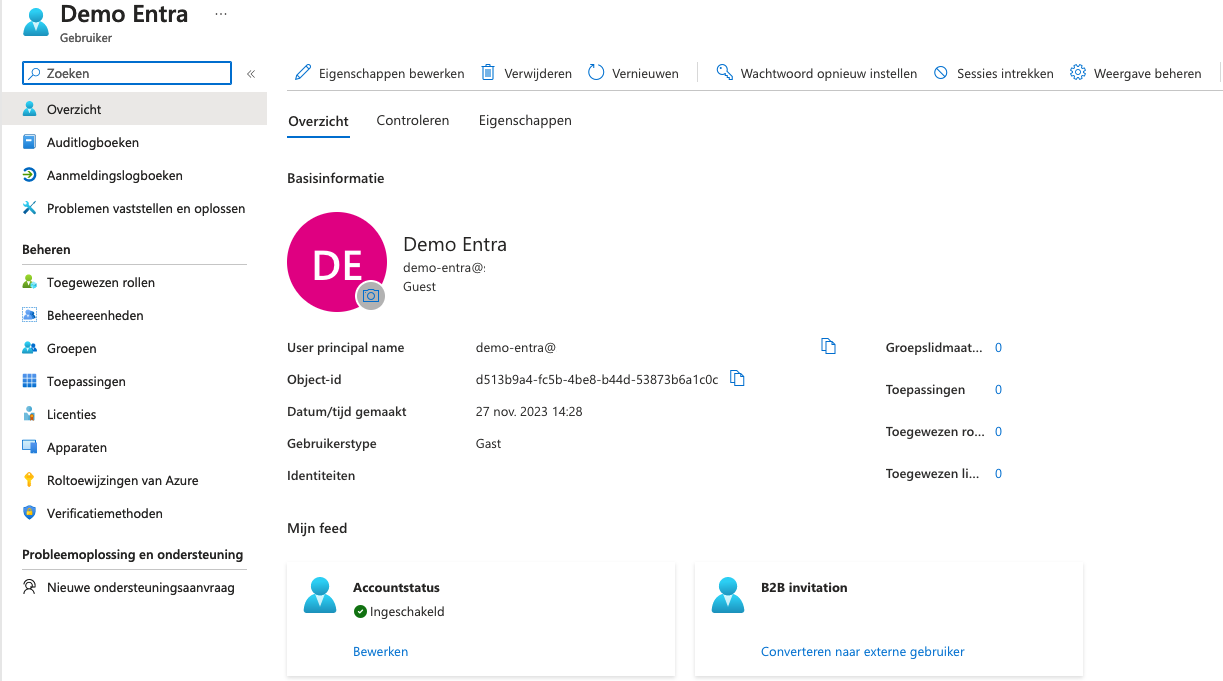 Demo Entra ...
Gebruiker
Zoeken «
Overzicht
Auditlogboeken
Aanmeldingslogboeken
Problemen vaststellen en oplossen
Beheren
Toegewezen rollen
Beheereenheden
Groepen
Toepassingen
Licenties
Apparaten
Roltoewijzingen van Azure
Verificatiemethoden
Probleemoplossing en ondersteuning
Nieuwe ondersteuningsaanvraag
Eigenschappen bewerken Verwijderen Vernieuwen Wachtwoord opnieuw instellen Sessies intrekken Weergave beheren
Overzicht Controleren Eigenschappen
Basisinformatie
DE
Demo Entra
demo-entra@:
Guest
User principal name demo-entra@
Object-id d513b9a4-fc5b-4be8-b44d-53873b6a1c0c
Datum/tijd gemaakt 27 nov. 2023 14:28
Gebruikerstype Gast
Identiteiten
Groepslidmaat... 0
Toepassingen 0
Toegewezen ro... 0
Toegewezen li... 0
Mijn feed
Accountstatus
Ingeschakeld
Bewerken
B2B invitation
Converteren naar externe gebruiker